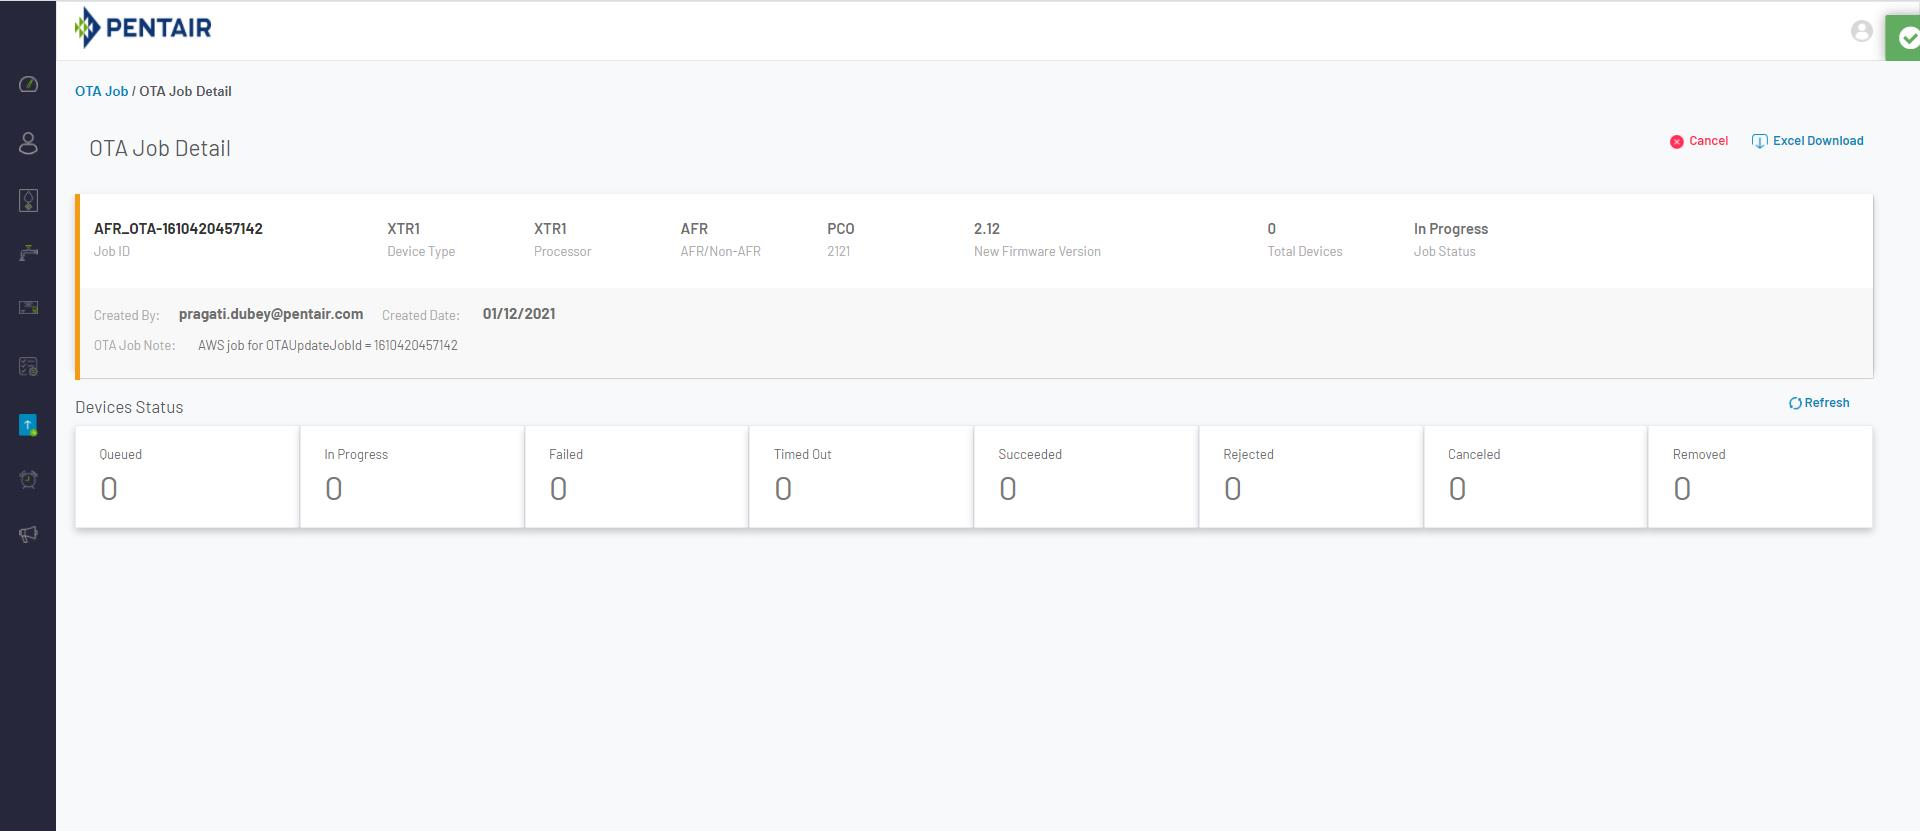 PENTAIR
OTA Job / OTA Job Detail
OTA Job Detail
Cancel
Excel Download
AFR_OTA-1610420457142
Job ID
XTR1
Device Type
XTR1
Processor
AFR
AFR/Non-AFR
PCO
2121
2.12
New Firmware Version
0
Total Devices
In Progress
Job Status
Created By: pragati.dubey@pentair.com Created Date: 01/12/2021
OTA Job Note: AWS job for OTAUpdateJobId = 1610420457142
Devices Status
Refresh
Queued
0
In Progress
0
Failed
0
Timed Out
0
Succeeded
0
Rejected
0
Canceled
0
Removed
0